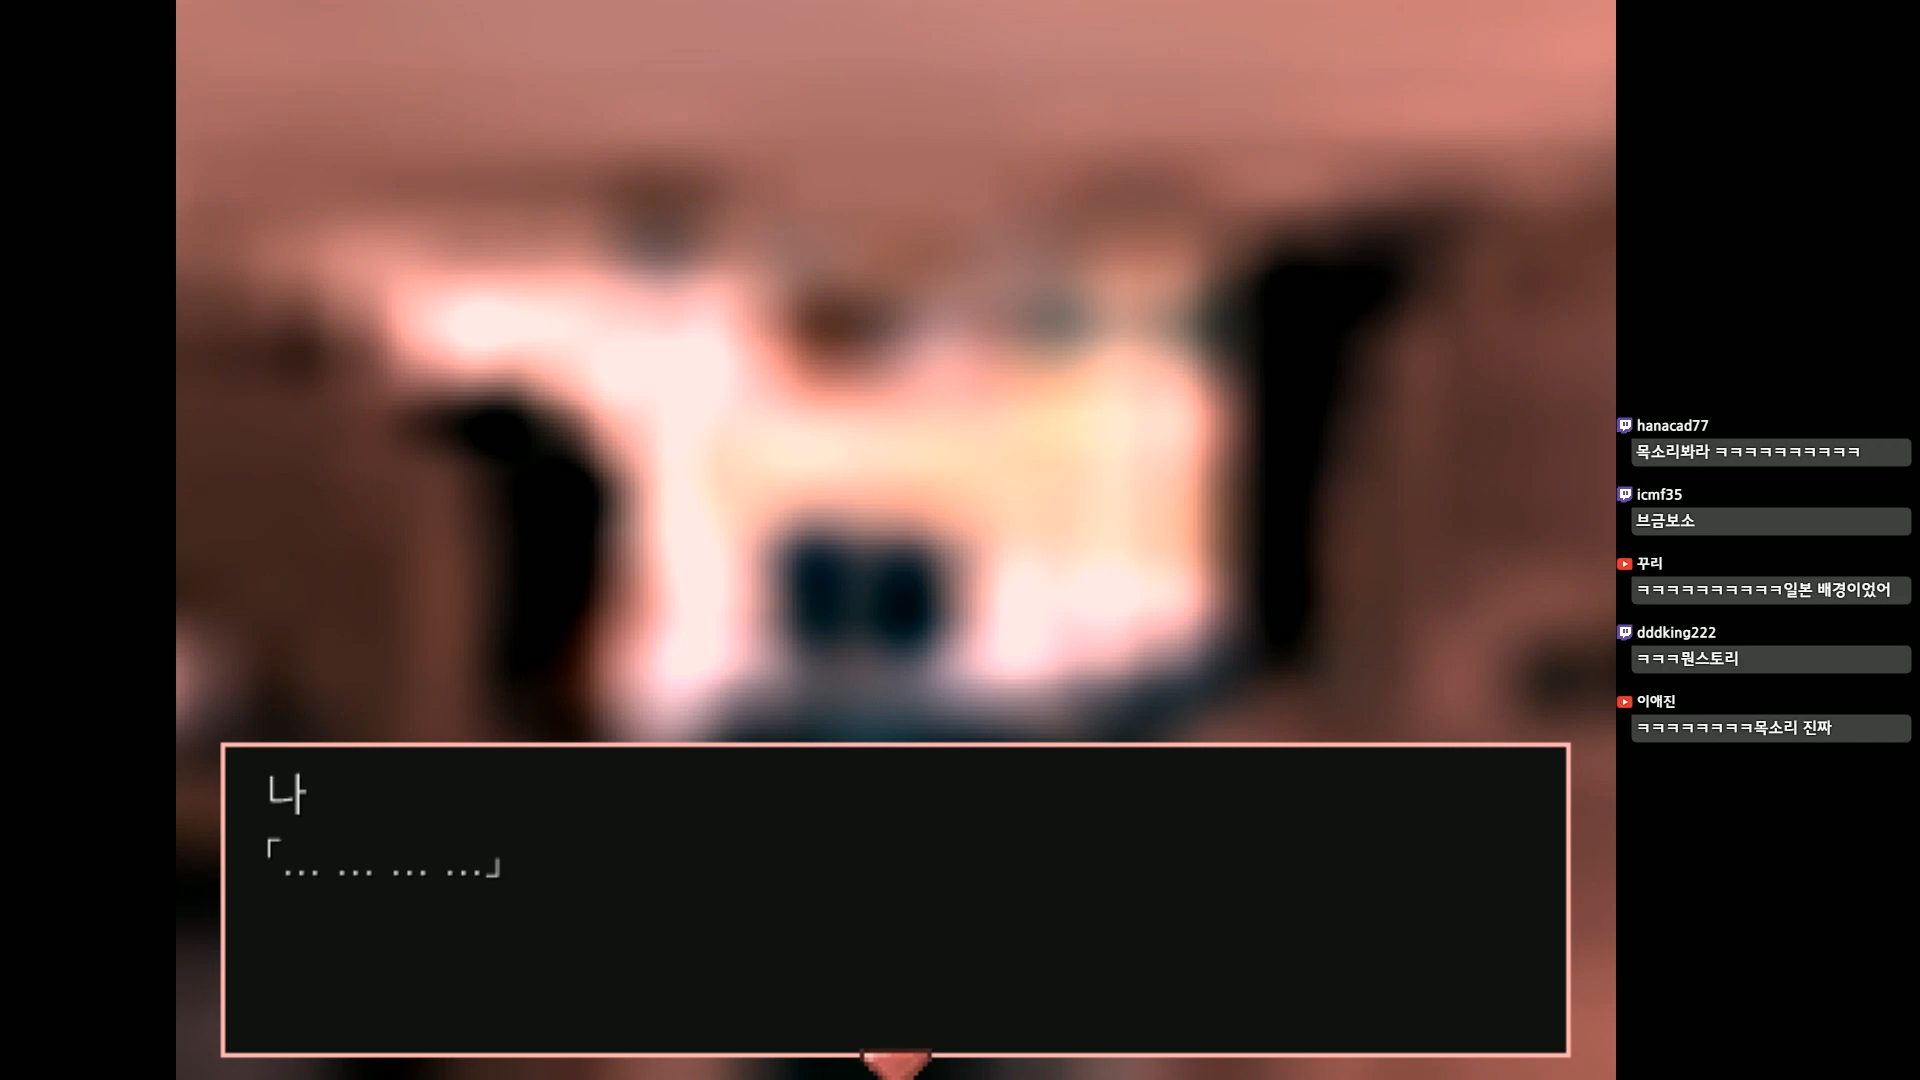 나
「… … … …」
hanacad77
목소리봐라 ㅋㅋㅋㅋㅋㅋㅋㅋㅋㅋ
icmf35
브금보소
꾸리
ㅋㅋㅋㅋㅋㅋㅋㅋㅋㅋ일본 배경이었어
dddking222
ㅋㅋㅋ뭔스토리
이애진
ㅋㅋㅋㅋㅋㅋㅋㅋ목소리 진짜